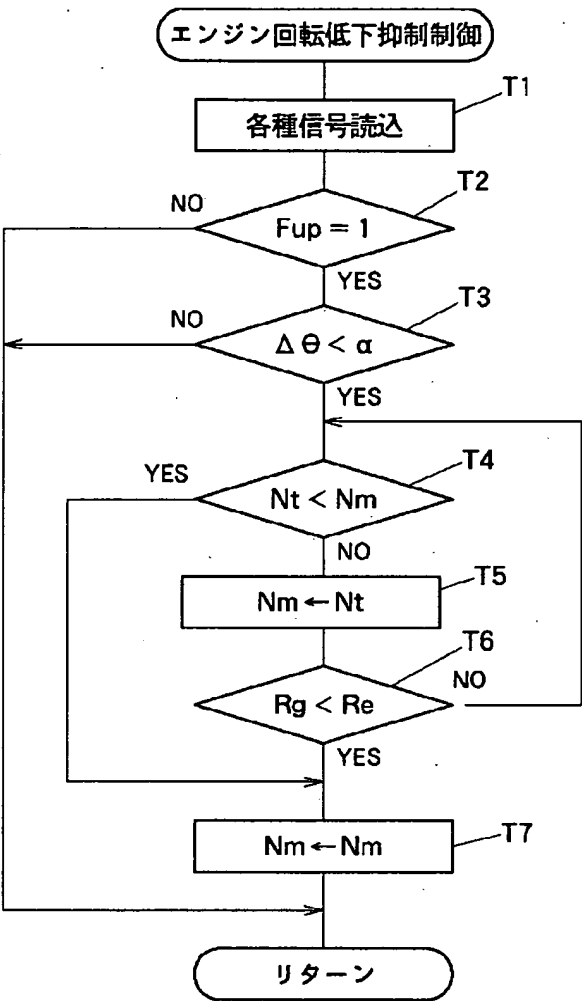 エンジン回転低下抑制制御
T1
各種信号読込
T2
NO
Fup = 1
YES
T3
NO
Δθ < α
YES
T4
YES
Nt < Nm
NO
T5
Nm ← Nt
T6
NO
Rg < Re
YES
T7
Nm ← Nm
リターン